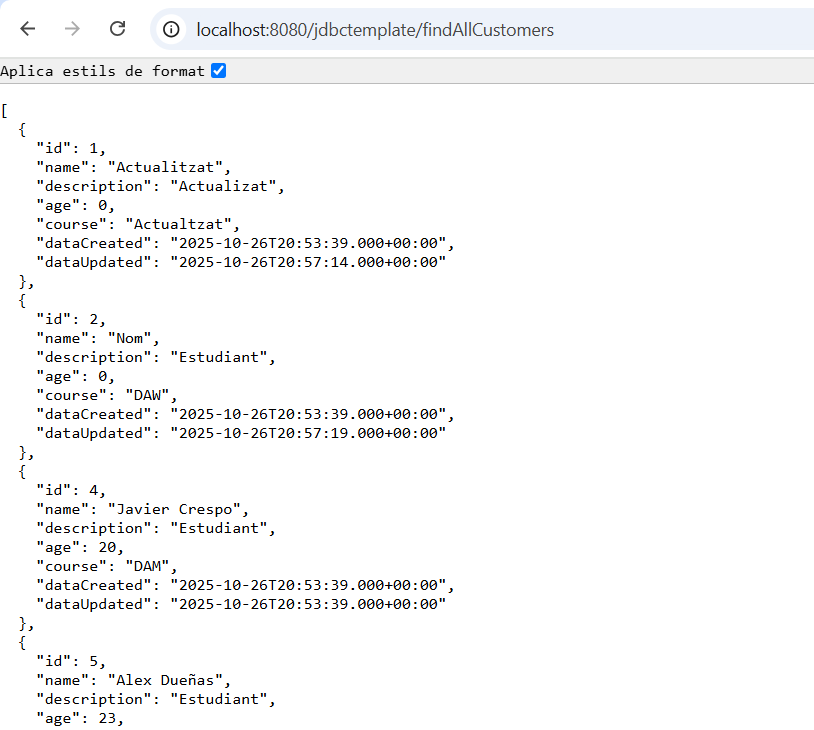 localhost:8080/jdbctemplate/findAllCustomers
Aplica estils de format
[
  {
    "id": 1,
    "name": "Actualitzat",
    "description": "Actualizat",
    "age": 0,
    "course": "Actualtzat",
    "dataCreated": "2025-10-26T20:53:39.000+00:00",
    "dataUpdated": "2025-10-26T20:57:14.000+00:00"
  },
  {
    "id": 2,
    "name": "Nom",
    "description": "Estudiant",
    "age": 0,
    "course": "DAW",
    "dataCreated": "2025-10-26T20:53:39.000+00:00",
    "dataUpdated": "2025-10-26T20:57:19.000+00:00"
  },
  {
    "id": 4,
    "name": "Javier Crespo",
    "description": "Estudiant",
    "age": 20,
    "course": "DAM",
    "dataCreated": "2025-10-26T20:53:39.000+00:00",
    "dataUpdated": "2025-10-26T20:53:39.000+00:00"
  },
  {
    "id": 5,
    "name": "Alex Dueñas",
    "description": "Estudiant",
    "age": 23,